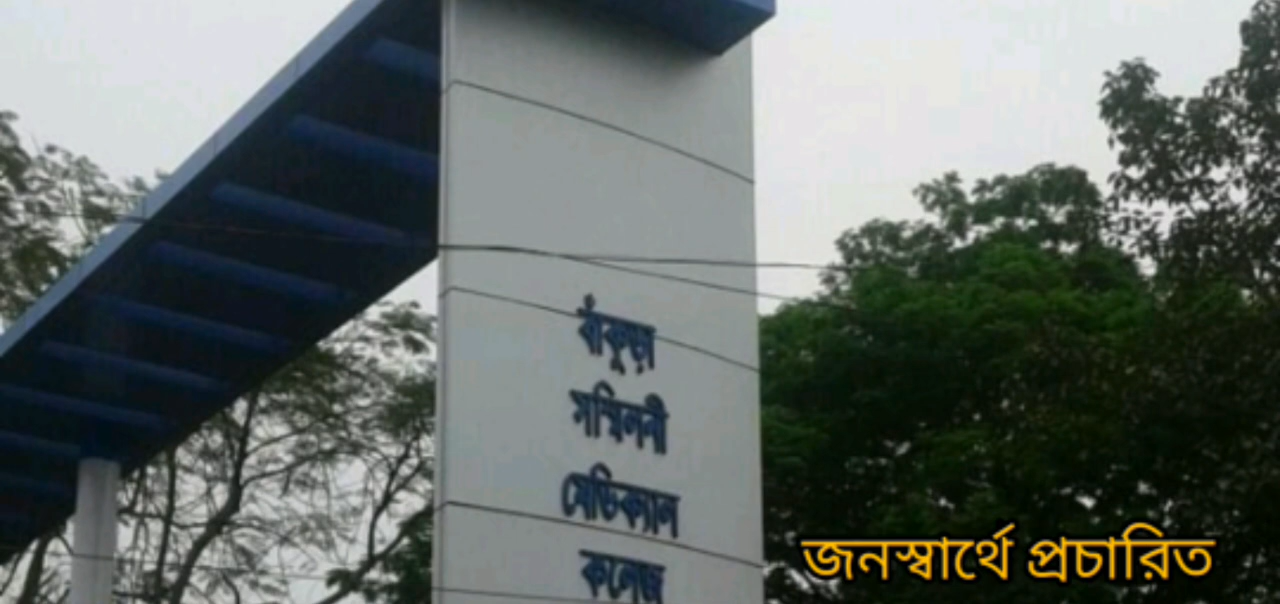 বাঁকুড়া
সম্মিলনী
মেডিক্যাল
কলেজ
জনস্বার্থে প্রচারিত